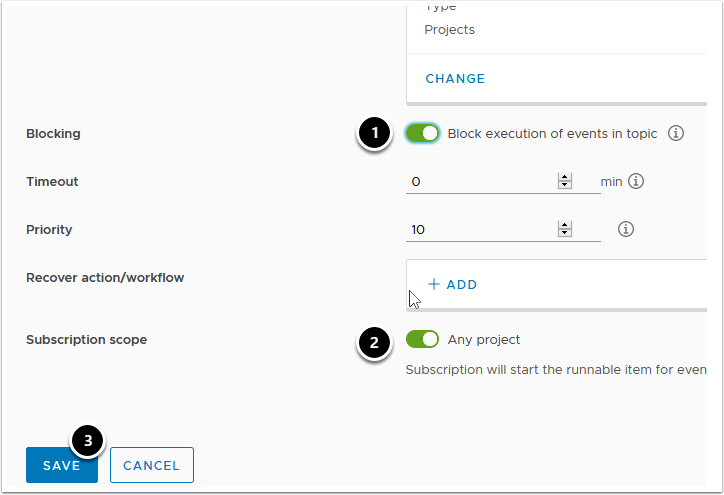 Type
Projects
CHANGE
Blocking 1 Block execution of events in topic
Timeout 0 min
Priority 10
Recover action/workflow + ADD
Subscription scope 2 Any project
Subscription will start the runnable item for even
3
SAVE CANCEL